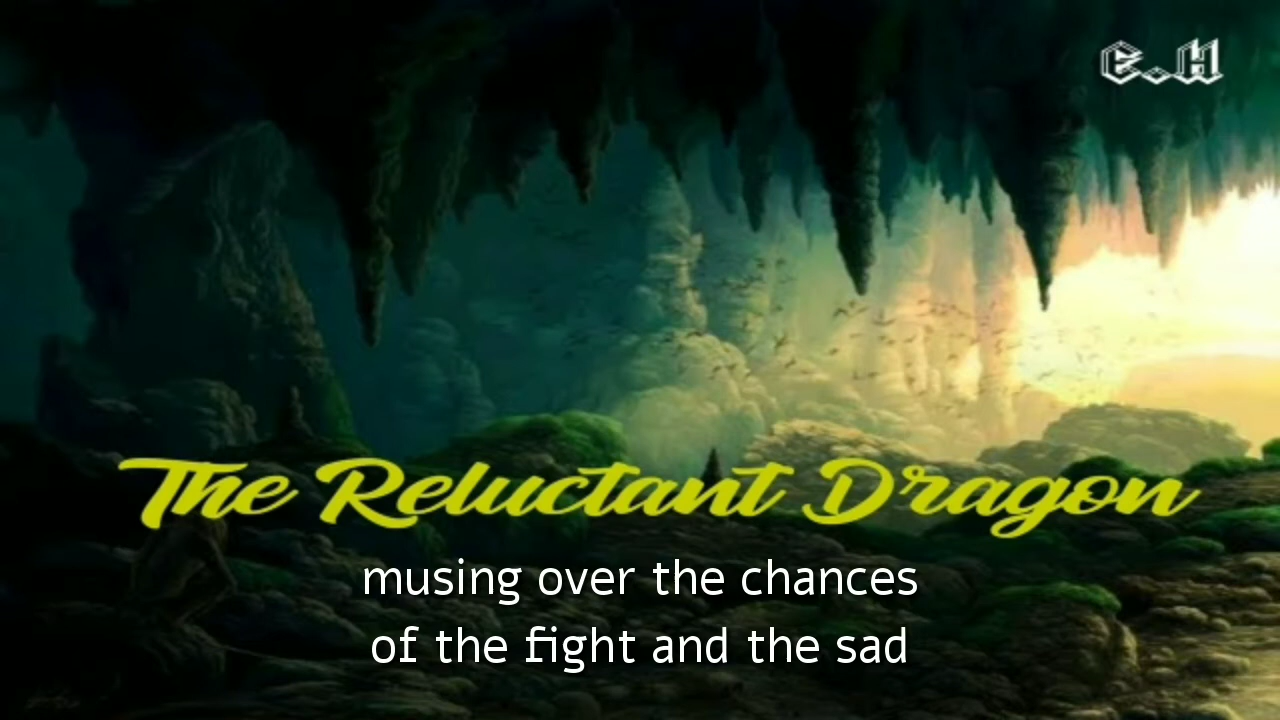 e.H
The Reluctant Dragon
musing over the chances
of the fight and the sad